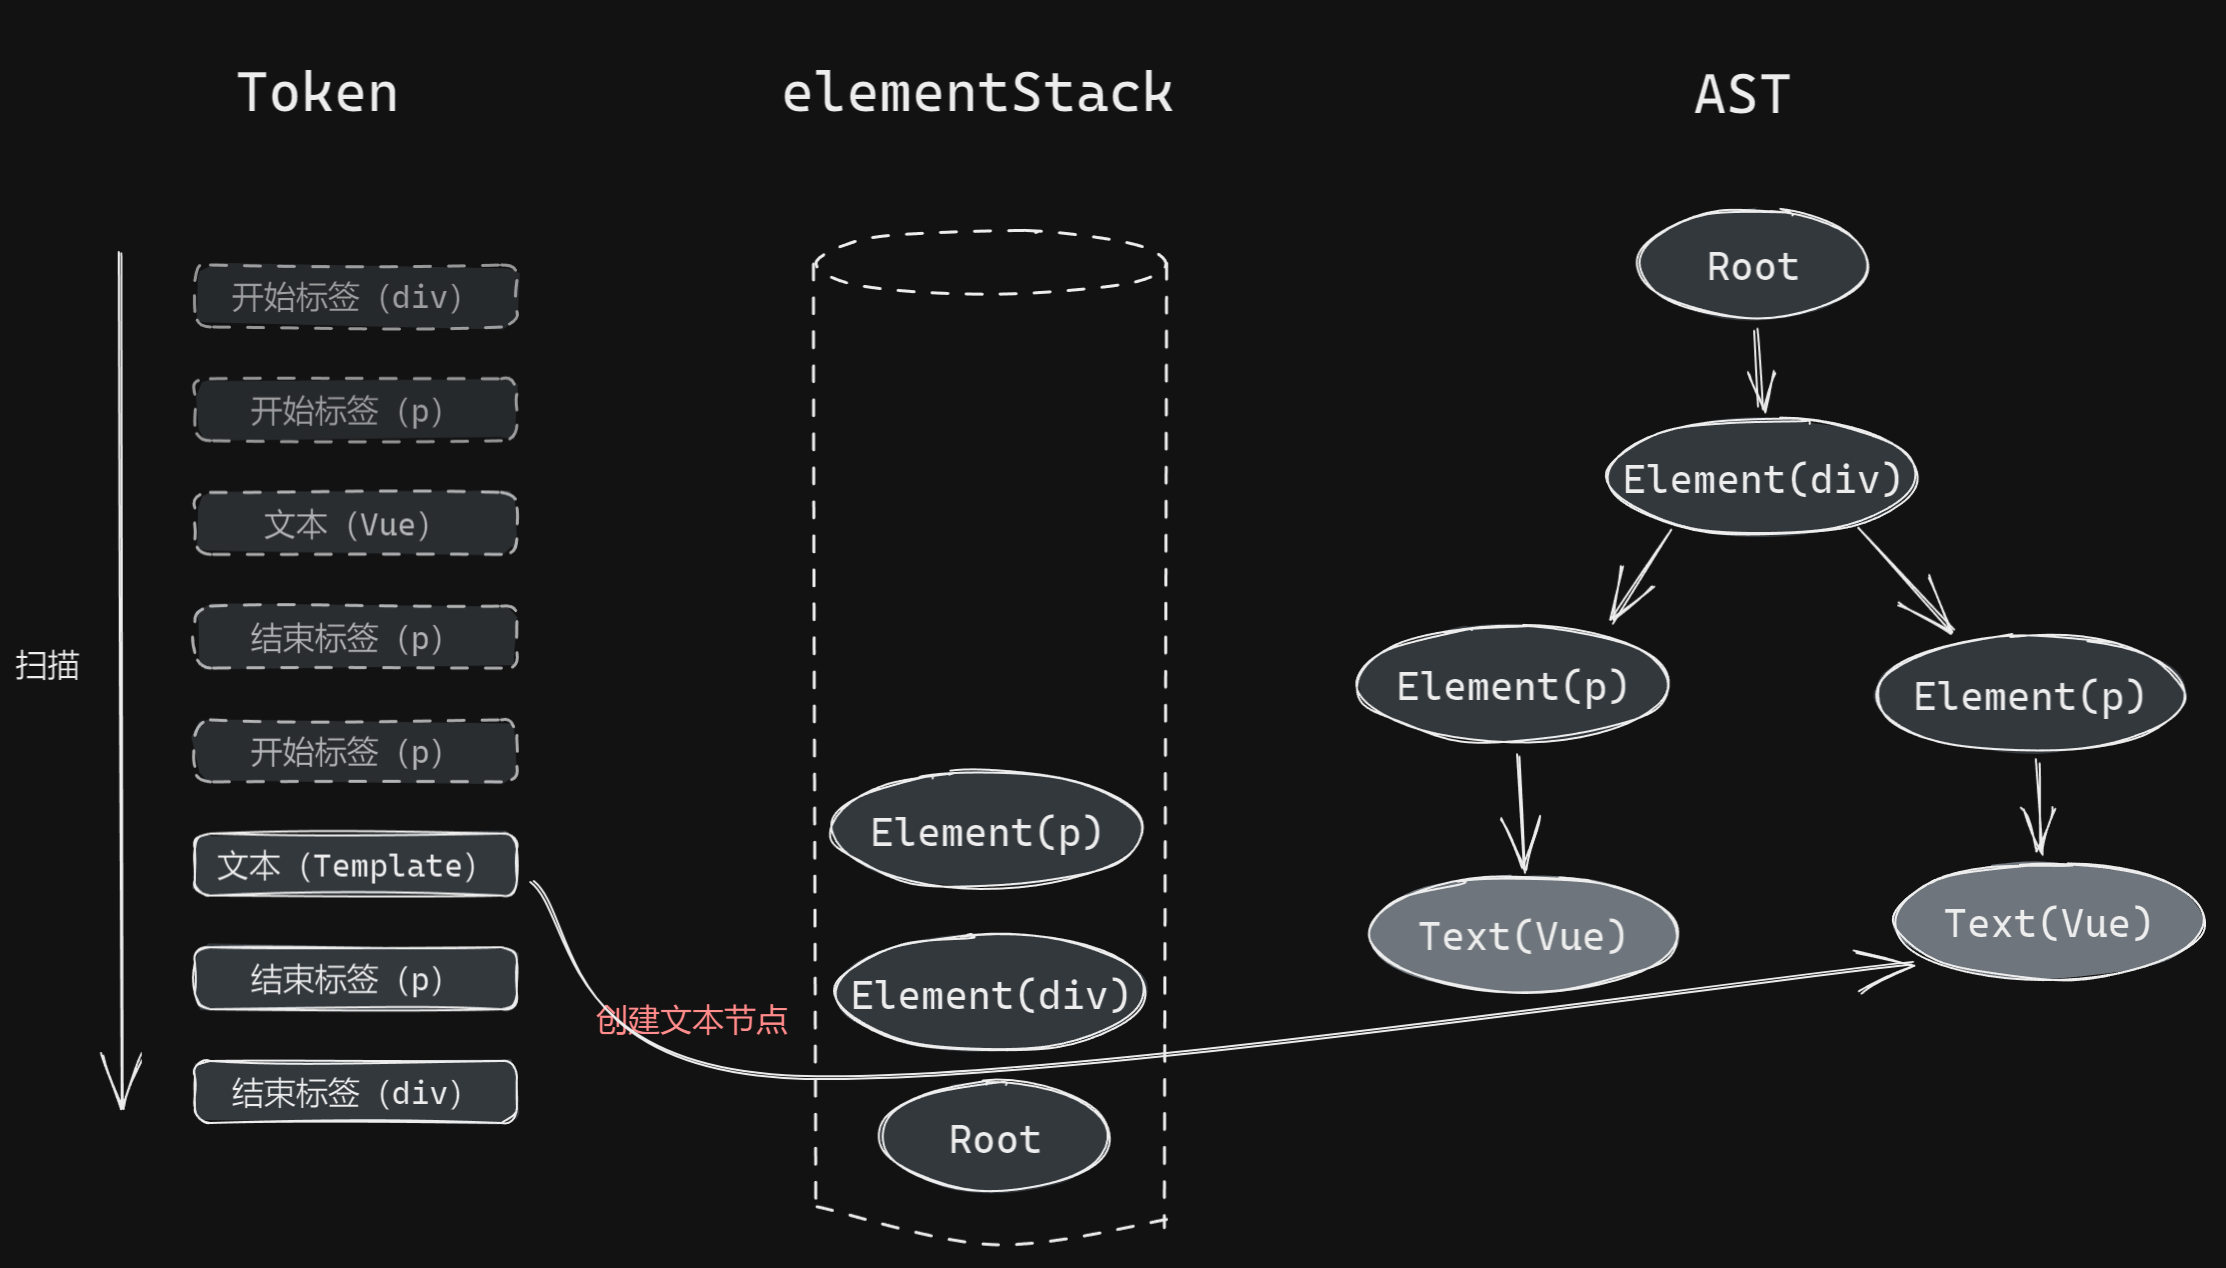 Token
elementStack
AST
扫描
开始标签（div）
开始标签（p）
文本（Vue）
结束标签（p）
开始标签（p）
文本（Template）
结束标签（p）
结束标签（div）
创建文本节点
Element(p)
Element(div)
Root
Root
Element(div)
Element(p)
Element(p)
Text(Vue)
Text(Vue)